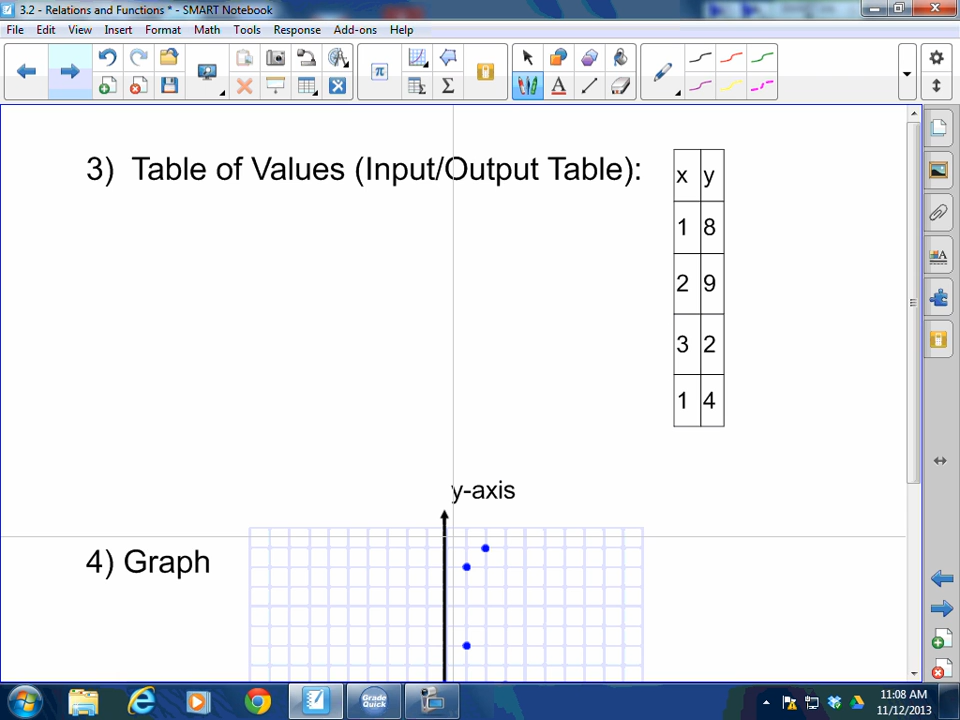 3.2 - Relations and Functions * - SMART Notebook
File Edit View Insert Format Math Tools Response Add-ons Help
π Σ A
3) Table of Values (Input/Output Table):
x y
1 8
2 9
3 2
1 4
y-axis
4) Graph
Grade Quick
11:08 AM
11/12/2013